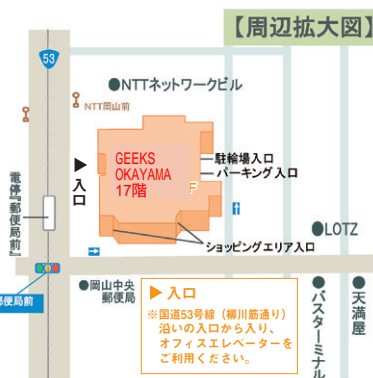 【周辺拡大図】
53
●NTTネットワークビル
NTT岡山前
GEEKS
OKAYAMA
17階
F
駐輪場入口
パーキング入口
▶
入口
電停『郵便局前』
ショッピングエリア入口
●LOTZ
●岡山中央
郵便局
郵便局前
●バスターミナル
●天満屋
▶ 入口
※国道53号線（柳川筋通り）
沿いの入口から入り、
オフィスエレベーターを
ご利用ください。